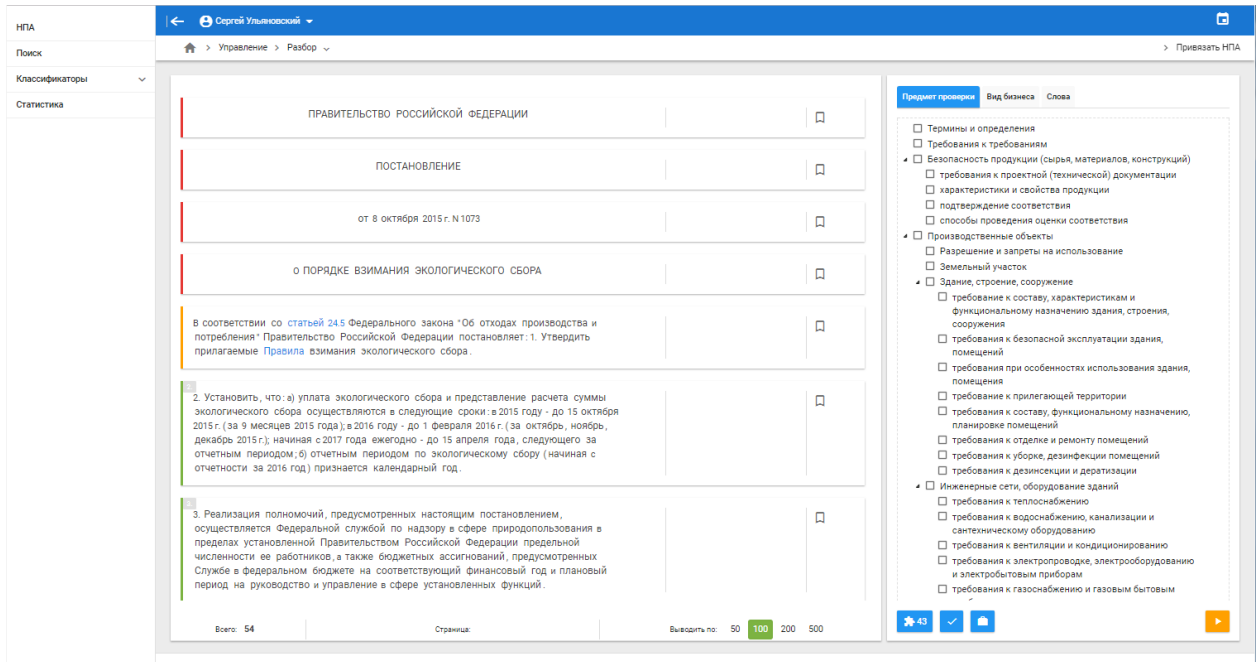 НПА
Поиск
Классификаторы
Статистика
Сергей Ульяновский
Управление > Разбор
> Привязать НПА
ПРАВИТЕЛЬСТВО РОССИЙСКОЙ ФЕДЕРАЦИИ
ПОСТАНОВЛЕНИЕ
от 8 октября 2015 г. N 1073
О ПОРЯДКЕ ВЗИМАНИЯ ЭКОЛОГИЧЕСКОГО СБОРА
В соответствии со статьей 24.5 Федерального закона "Об отходах производства и
потребления" Правительство Российской Федерации постановляет: 1. Утвердить
прилагаемые Правила взимания экологического сбора.
2. Установить, что: а) уплата экологического сбора и представление расчета суммы
экологического сбора осуществляются в следующие сроки: в 2015 году - до 15 октября
2015 г. (за 9 месяцев 2015 года); в 2016 году - до 1 февраля 2016 г. (за октябрь, ноябрь,
декабрь 2015 г.); начиная с 2017 года ежегодно - до 15 апреля года, следующего за
отчетным периодом; б) отчетным периодом по экологическому сбору (начиная с
отчетности за 2016 год) признается календарный год.
3. Реализация полномочий, предусмотренных настоящим постановлением,
осуществляется Федеральной службой по надзору в сфере природопользования в
пределах установленной Правительством Российской Федерации предельной
численности ее работников, а также бюджетных ассигнований, предусмотренных
Службе в федеральном бюджете на соответствующий финансовый год и плановый
период на руководство и управление в сфере установленных функций.
Всего: 54
Страница:
Выводить по: 50 100 200 500
Предмет проверки Вид бизнеса Слова
Термины и определения
Требования к требованиям
Безопасность продукции (сырья, материалов, конструкций)
требования к проектной (технической) документации
характеристики и свойства продукции
подтверждение соответствия
способы проведения оценки соответствия
Производственные объекты
Разрешение и запреты на использование
Земельный участок
Здание, строение, сооружение
требование к составу, характеристикам и
функциональному назначению здания, строения,
сооружения
требования к безопасной эксплуатации здания,
помещений
требования при особенностях использования здания,
помещения
требование к прилегающей территории
требования к составу, функциональному назначению,
планировке помещений
требования к отделке и ремонту помещений
требования к уборке, дезинфекции помещений
требования к дезинсекции и дератизации
Инженерные сети, оборудование зданий
требования к теплоснабжению
требования к водоснабжению, канализации и
сантехническому оборудованию
требования к вентиляции и кондиционированию
требования к электропроводке, электрооборудованию
и электробытовым приборам
требования к газоснабжению и газовым бытовым
43